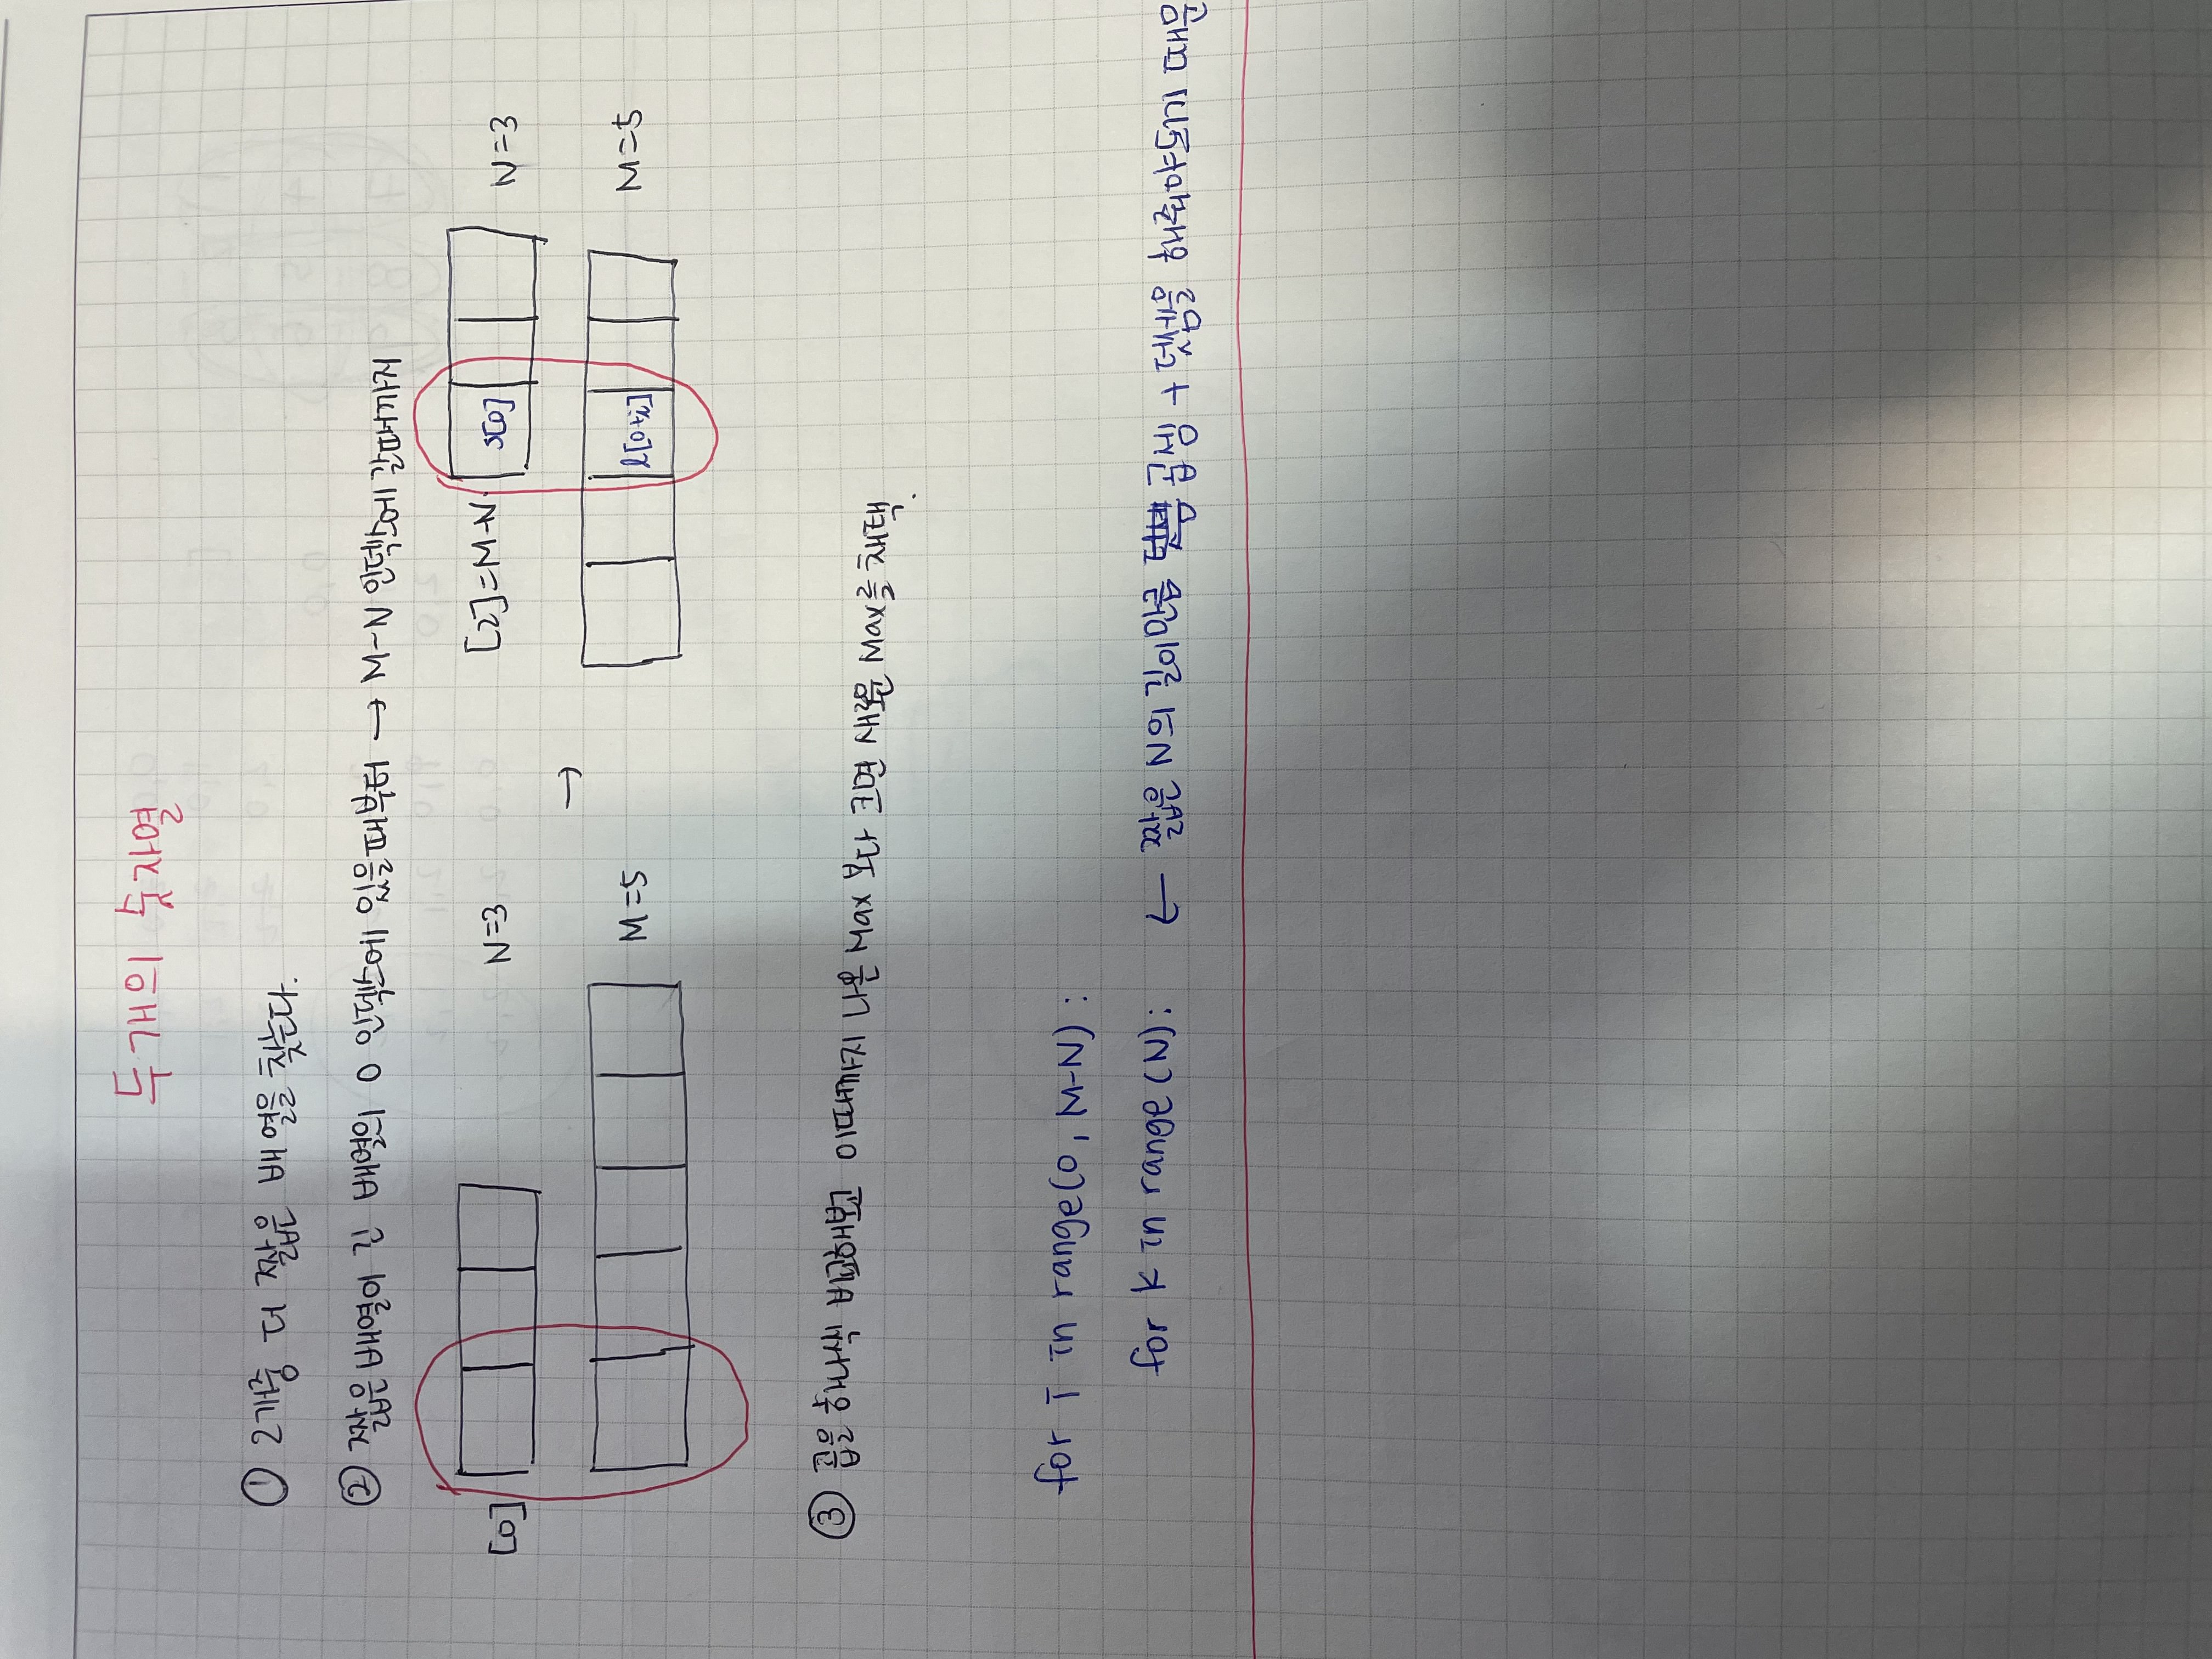 두개의 숫자열
① 2개중 더 짧은 배열을 찾는다.
② 짧은 배열이 긴 배열의 0 인덱스에 있을때부터 → M-N 인덱스에 갈때까지
[0] N=3
M=5
→
[2]=M-N s[0] N=3
l[0+i] M=5
③ 곱을 하나씩 비교해보고 이때까지 나온 Max 보다 크면 새로운 Max를 채택.
for i in range(0, M-N):
for k in range(N): ← 짧은 N의 길이만큼 곱셈 + 덧셈을 해줘야되기 때문